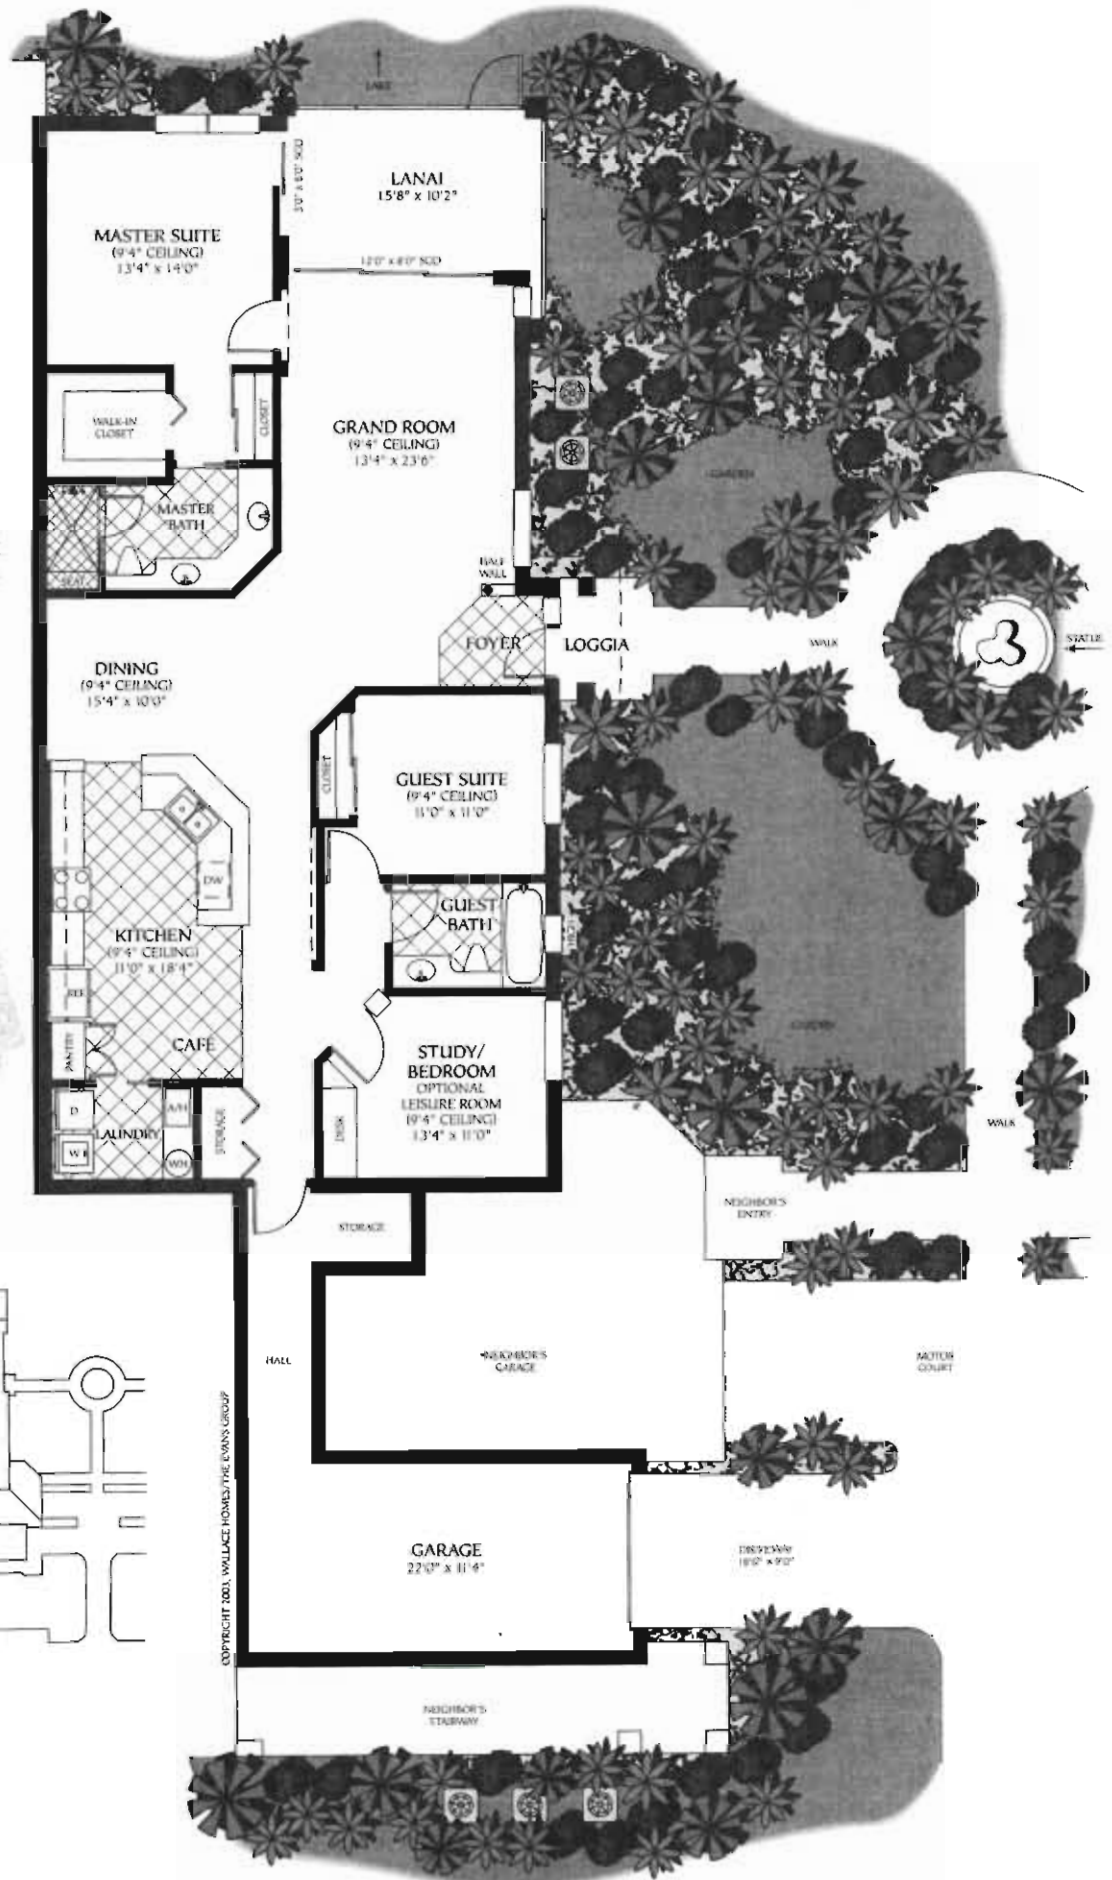 LAKE
LANAI
15'8" x 10'2"
5'0" x 8'0" SGD
MASTER SUITE
(9'4" CEILING)
13'4" x 14'0"
12'0" x 8'0" SGD
WALK-IN
CLOSET
CLOSET
GRAND ROOM
(9'4" CEILING)
13'4" x 23'6"
GARDEN
MASTER
BATH
SEAT
HALF
WALL
FOYER
LOGGIA
WALK
STATUE
DINING
(9'4" CEILING)
15'4" x 10'0"
CLOSET
GUEST SUITE
(9'4" CEILING)
11'0" x 11'0"
DW
GUEST
BATH
HIGH
KITCHEN
(9'4" CEILING)
11'0" x 18'4"
REF
PANTRY
CAFÉ
GARDEN
STUDY/
BEDROOM
OPTIONAL
LEISURE ROOM
(9'4" CEILING)
13'4" x 11'0"
DESK
D
A/H
LAUNDRY
W
WH
STORAGE
WALK
NEIGHBOR'S
ENTRY
STORAGE
HALL
NEIGHBOR'S
GARAGE
MOTOR
COURT
COPYRIGHT 2003, WALLACE HOMES/THE EVANS GROUP
GARAGE
22'0" x 11'4"
DRIVEWAY
NEIGHBOR'S
STAIRWAY